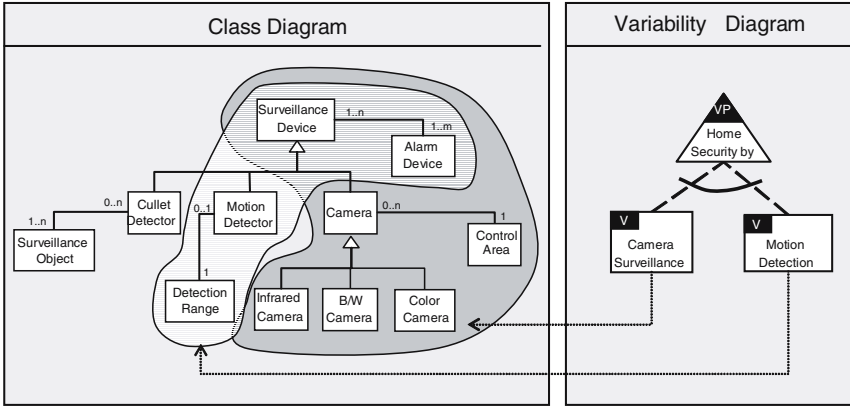 Class Diagram
Variability Diagram
Surveillance
Device
1..n
1..m
Alarm
Device
VP
Home
Security by
0..n
Cullet
Detector
0..1
Motion
Detector
Camera
0..n
1
Control
Area
1..n
Surveillance
Object
1
Detection
Range
Infrared
Camera
B/W
Camera
Color
Camera
V
Camera
Surveillance
V
Motion
Detection